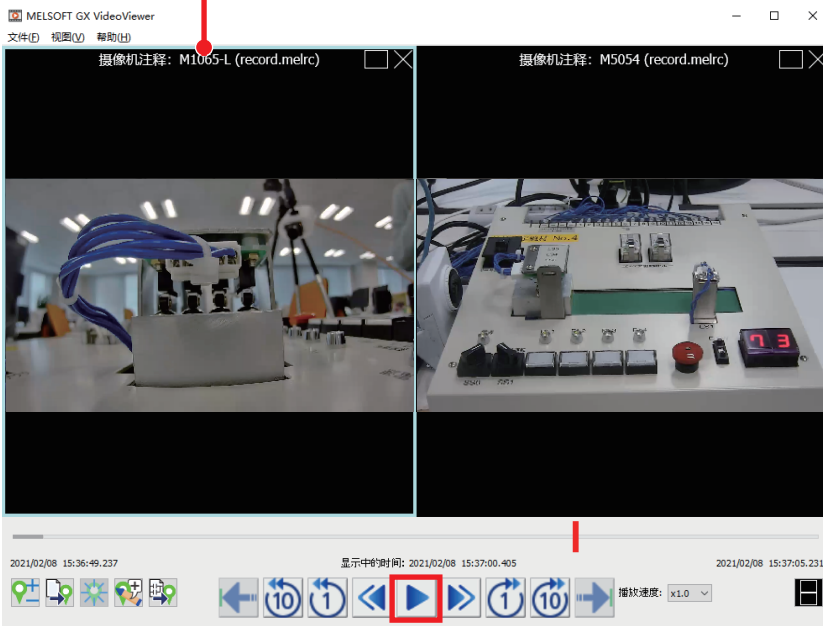 MELSOFT GX VideoViewer
文件(F) 视图(V) 帮助(H)
摄像机注释：M1065-L (record.melrc)
摄像机注释：M5054 (record.melrc)
No.4
73
2021/02/08 15:36:49.237
显示中的时间: 2021/02/08 15:37:00.405
2021/02/08 15:37:05.231
10 1 1 10
播放速度: x1.0